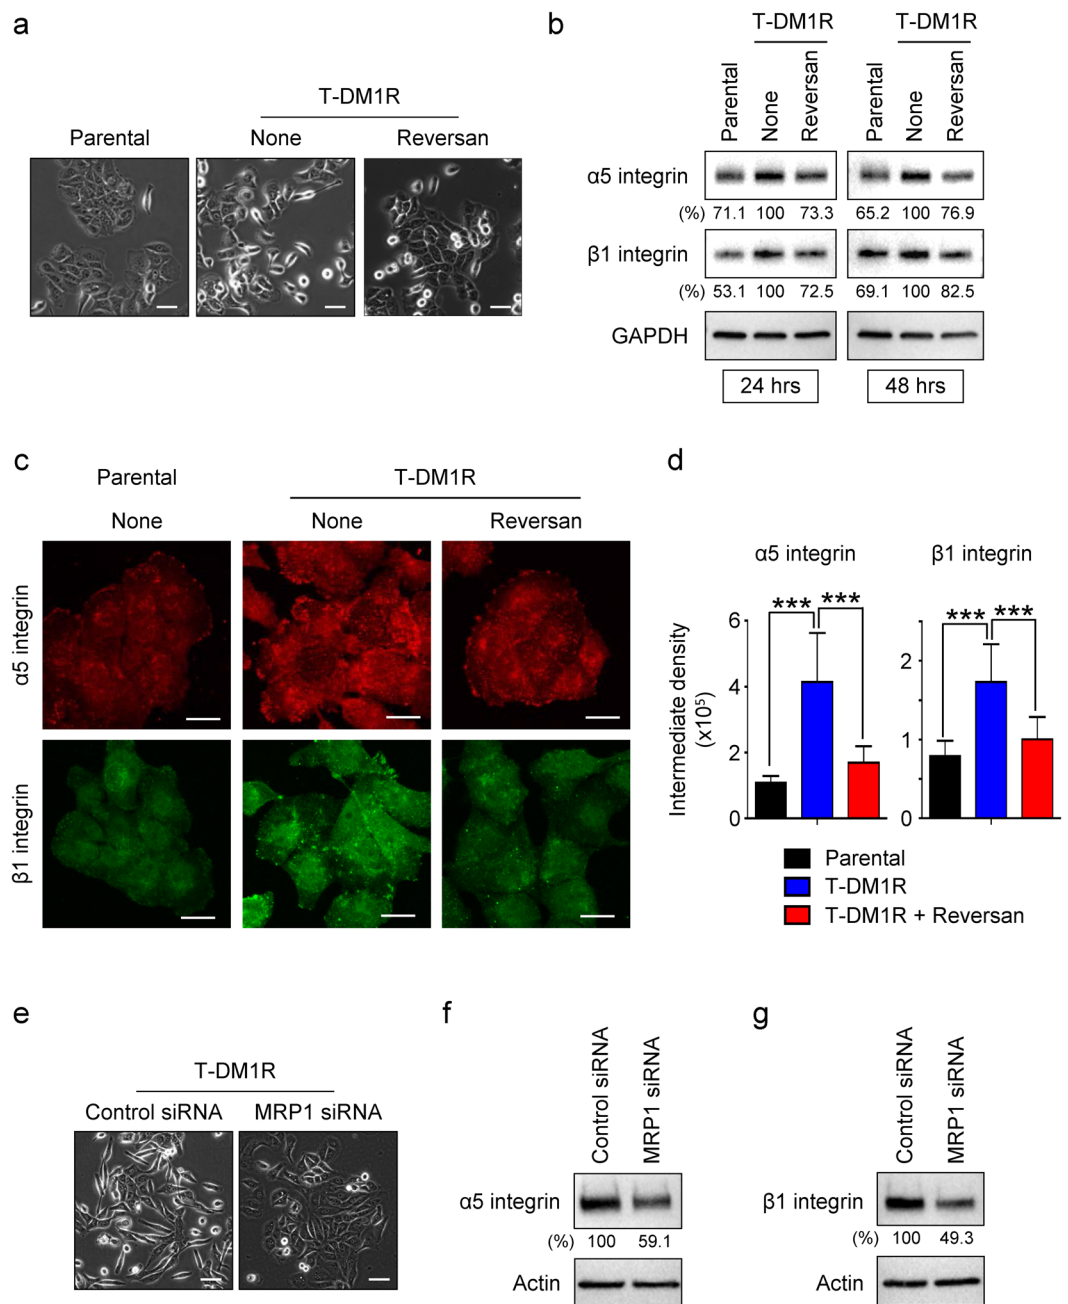 a
T-DM1R
Parental None Reversan
b
T-DM1R T-DM1R
Parental None Reversan Parental None Reversan
α5 integrin
(%) 71.1 100 73.3 65.2 100 76.9
β1 integrin
(%) 53.1 100 72.5 69.1 100 82.5
GAPDH
24 hrs 48 hrs
c
Parental T-DM1R
None None Reversan
α5 integrin
β1 integrin
d
α5 integrin β1 integrin
*** *** *** ***
Intermediate density
(x10⁵)
6
4
2
0
2
1
0
Parental
T-DM1R
T-DM1R + Reversan
e
T-DM1R
Control siRNA MRP1 siRNA
f
Control siRNA MRP1 siRNA
α5 integrin
(%) 100 59.1
Actin
g
Control siRNA MRP1 siRNA
β1 integrin
(%) 100 49.3
Actin